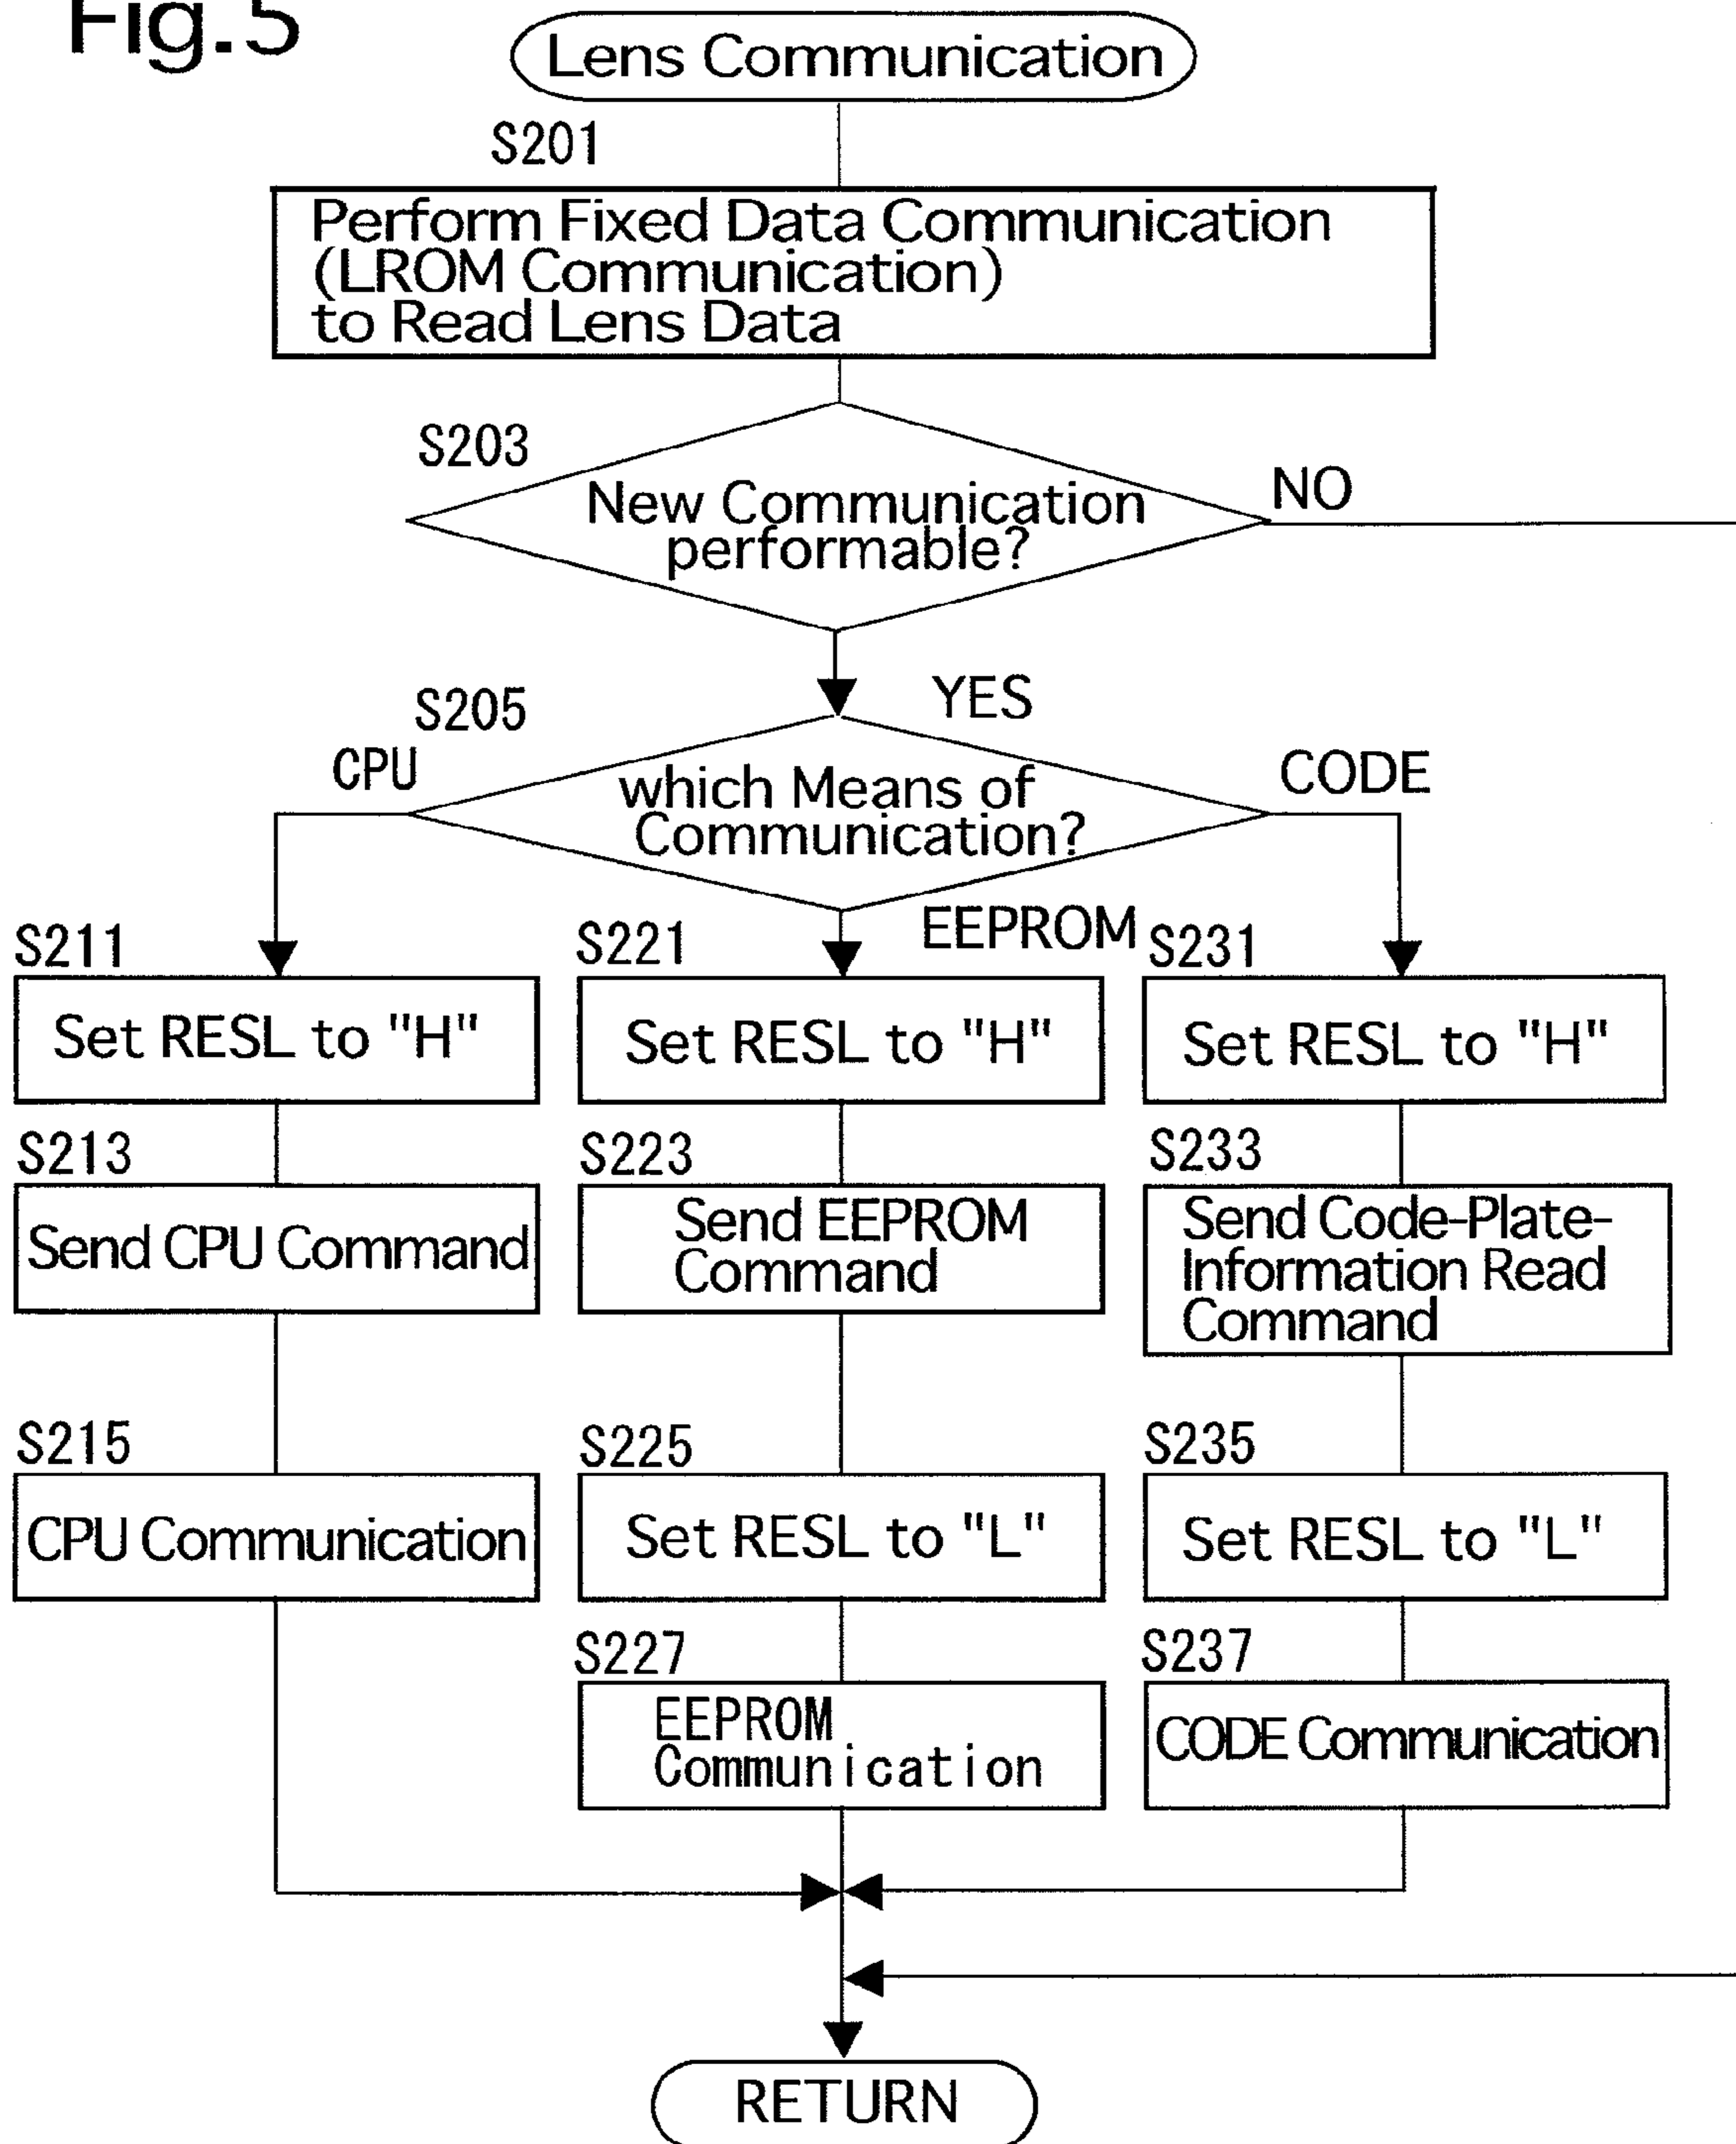 Fig.5
Lens Communication
S201
Perform Fixed Data Communication
(LROM Communication)
to Read Lens Data
S203
New Communication
performable?
NO
YES
S205
which Means of
Communication?
CPU
EEPROM
CODE
S211
Set RESL to "H"
S213
Send CPU Command
S215
CPU Communication
S221
Set RESL to "H"
S223
Send EEPROM
Command
S225
Set RESL to "L"
S227
EEPROM
Communication
S231
Set RESL to "H"
S233
Send Code-Plate-
Information Read
Command
S235
Set RESL to "L"
S237
CODE Communication
RETURN